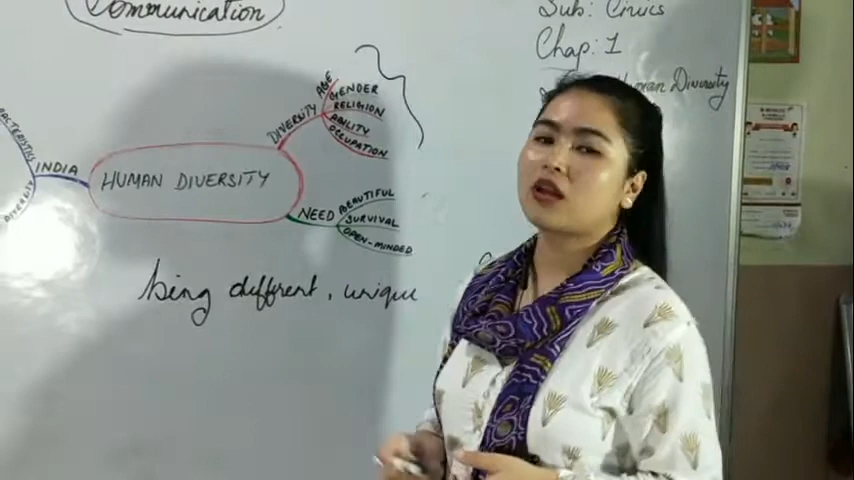 Communication
Sub: Civics
Chap: 1
Human Diversity
INDIA
HUMAN DIVERSITY
DIVERSITY
AGE
GENDER
RELIGION
ABILITY
OCCUPATION
NEED
BEAUTIFUL
SURVIVAL
OPEN-MINDED
DIVERSITY
being different, unique